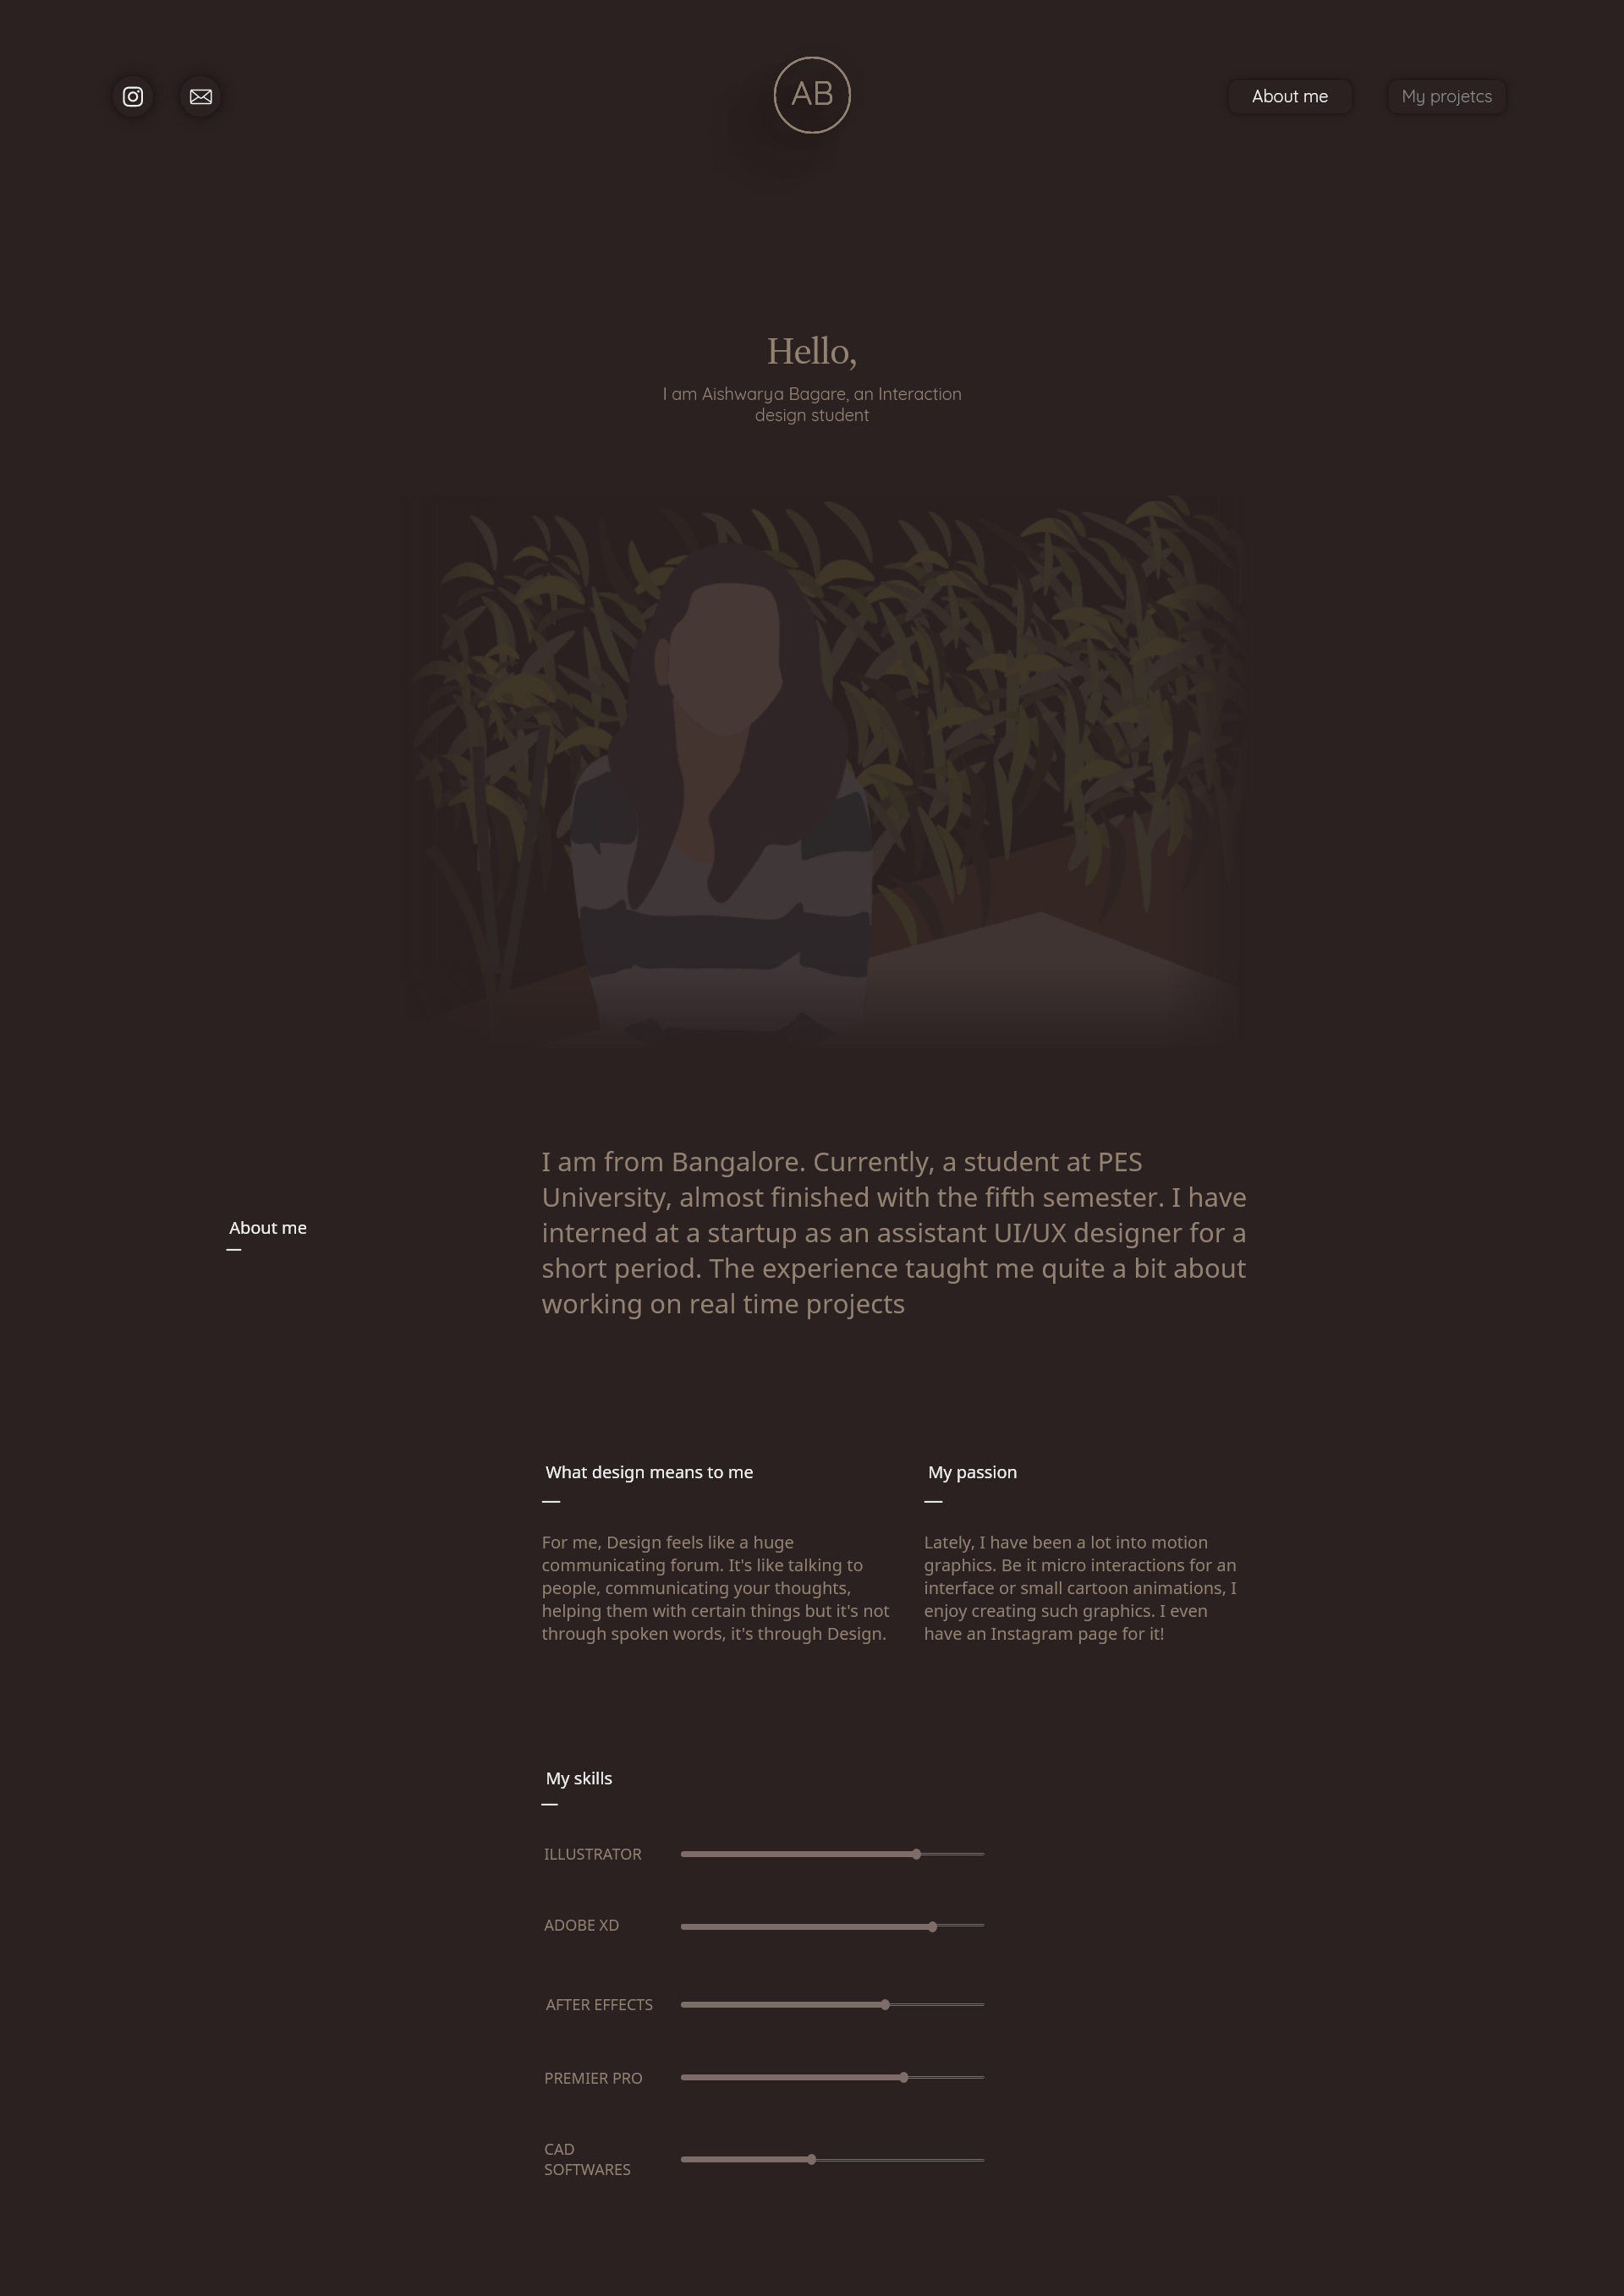 AB
About me
My projetcs
Hello,
I am Aishwarya Bagare, an Interaction
design student
About me
I am from Bangalore. Currently, a student at PES
University, almost finished with the fifth semester. I have
interned at a startup as an assistant UI/UX designer for a
short period. The experience taught me quite a bit about
working on real time projects
What design means to me
For me, Design feels like a huge
communicating forum. It's like talking to
people, communicating your thoughts,
helping them with certain things but it's not
through spoken words, it's through Design.
My passion
Lately, I have been a lot into motion
graphics. Be it micro interactions for an
interface or small cartoon animations, I
enjoy creating such graphics. I even
have an Instagram page for it!
My skills
ILLUSTRATOR
ADOBE XD
AFTER EFFECTS
PREMIER PRO
CAD
SOFTWARES